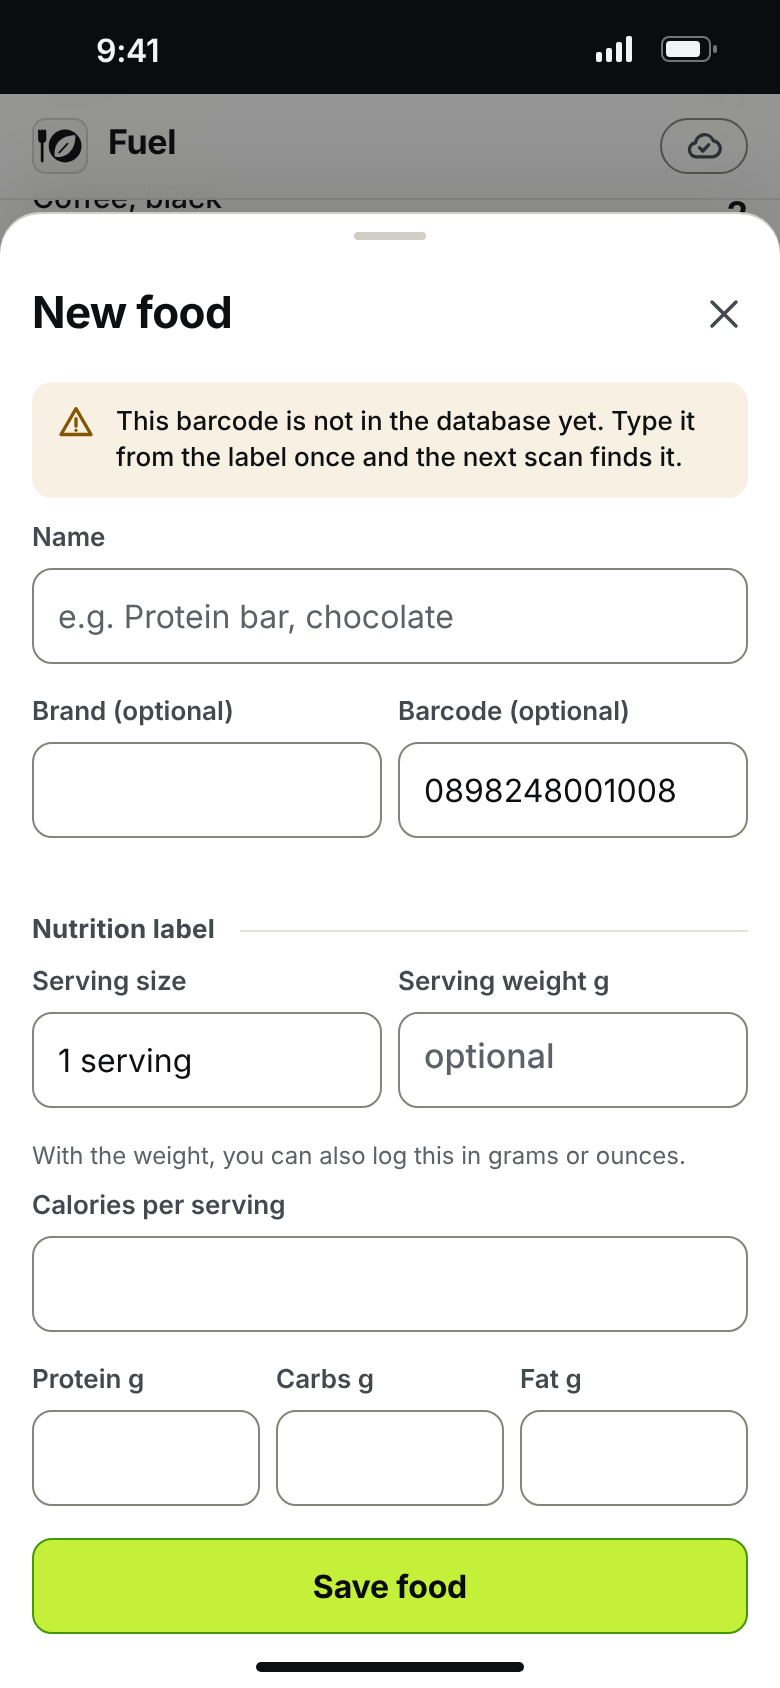 9:41
Fuel
Coffee, black
New food
This barcode is not in the database yet. Type it
from the label once and the next scan finds it.
Name
e.g. Protein bar, chocolate
Brand (optional) Barcode (optional)
0898248001008
Nutrition label
Serving size Serving weight g
1 serving optional
With the weight, you can also log this in grams or ounces.
Calories per serving
Protein g Carbs g Fat g
Save food